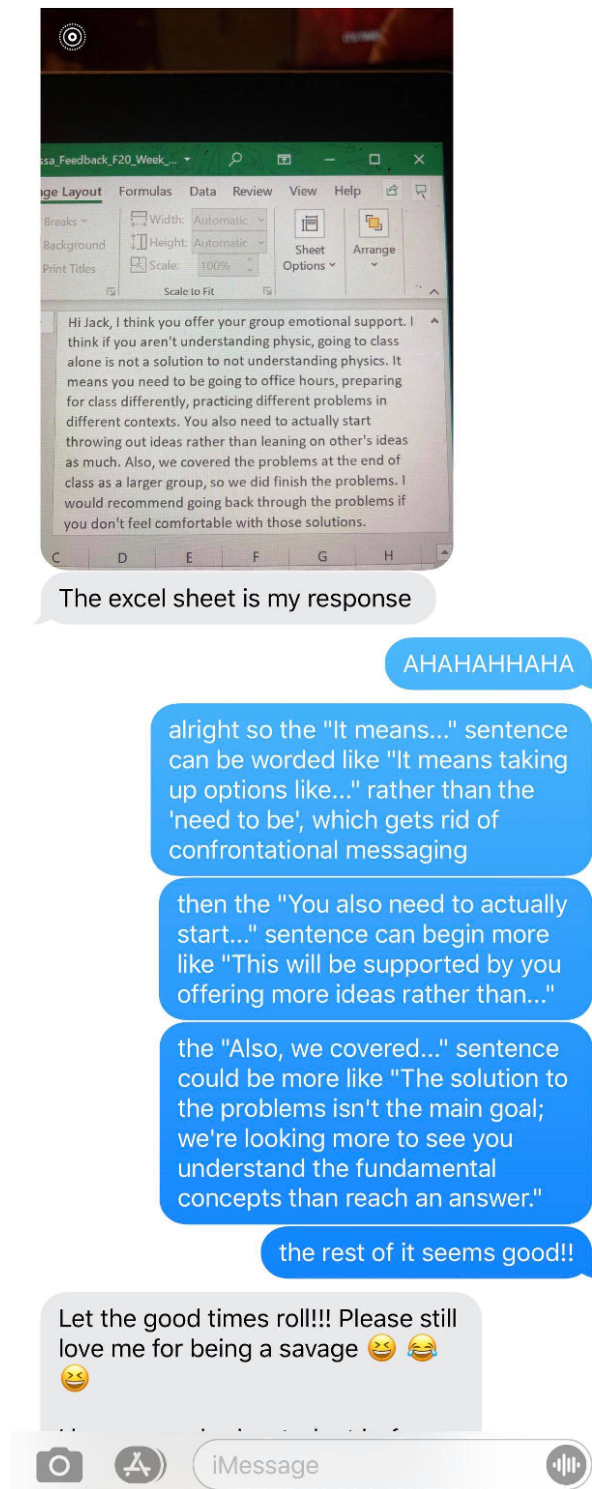 ssa_Feedback_F20_Week_...
ge Layout Formulas Data Review View Help
Breaks
Width: Automatic
Background
Height: Automatic
Print Titles
Scale: 100%
Sheet
Options
Arrange
Scale to Fit
Hi Jack, I think you offer your group emotional support. I
think if you aren't understanding physic, going to class
alone is not a solution to not understanding physics. It
means you need to be going to office hours, preparing
for class differently, practicing different problems in
different contexts. You also need to actually start
throwing out ideas rather than leaning on other's ideas
as much. Also, we covered the problems at the end of
class as a larger group, so we did finish the problems. I
would recommend going back through the problems if
you don't feel comfortable with those solutions.
C D E F G H
The excel sheet is my response
AHAHAHHAHA
alright so the "It means..." sentence
can be worded like "It means taking
up options like..." rather than the
'need to be', which gets rid of
confrontational messaging
then the "You also need to actually
start..." sentence can begin more
like "This will be supported by you
offering more ideas rather than..."
the "Also, we covered..." sentence
could be more like "The solution to
the problems isn't the main goal;
we're looking more to see you
understand the fundamental
concepts than reach an answer."
the rest of it seems good!!
Let the good times roll!!! Please still
love me for being a savage 😆 😂
😆
iMessage